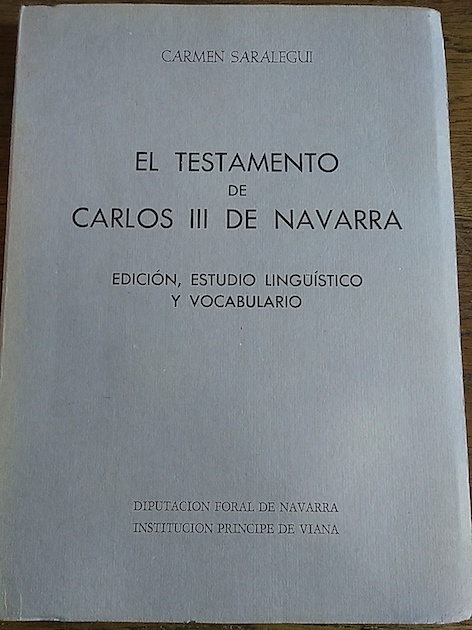 CARMEN SARALEGUI
EL TESTAMENTO
DE
CARLOS III DE NAVARRA
EDICIÓN, ESTUDIO LINGÜÍSTICO
Y VOCABULARIO
DIPUTACION FORAL DE NAVARRA
INSTITUCION PRINCIPE DE VIANA